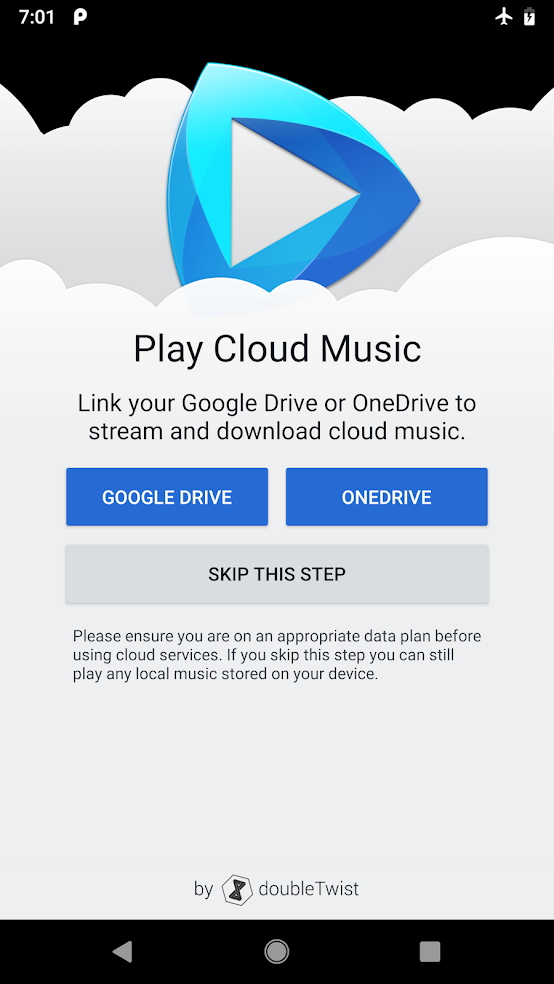 7:01
Play Cloud Music
Link your Google Drive or OneDrive to
stream and download cloud music.
GOOGLE DRIVE
ONEDRIVE
SKIP THIS STEP
Please ensure you are on an appropriate data plan before
using cloud services. If you skip this step you can still
play any local music stored on your device.
by doubleTwist